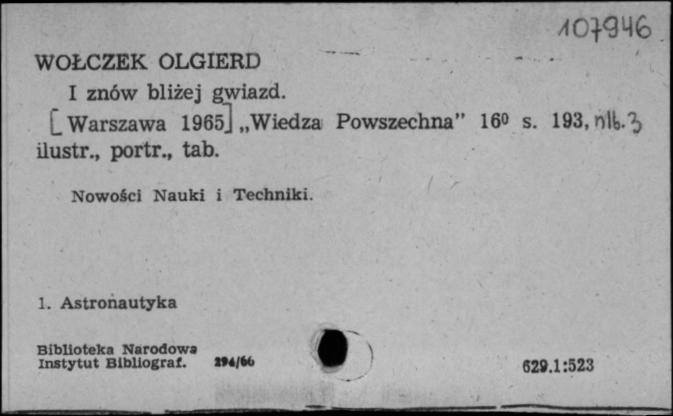 107946
WOŁCZEK OLGIERD
I znów bliżej gwiazd.
[Warszawa 1965] „Wiedza Powszechna" 16⁰ s. 193, nlb. 3
ilustr., portr., tab.
Nowości Nauki i Techniki.
1. Astronautyka
Biblioteka Narodowa
Instytut Bibliograf. 294/66
629.1:523